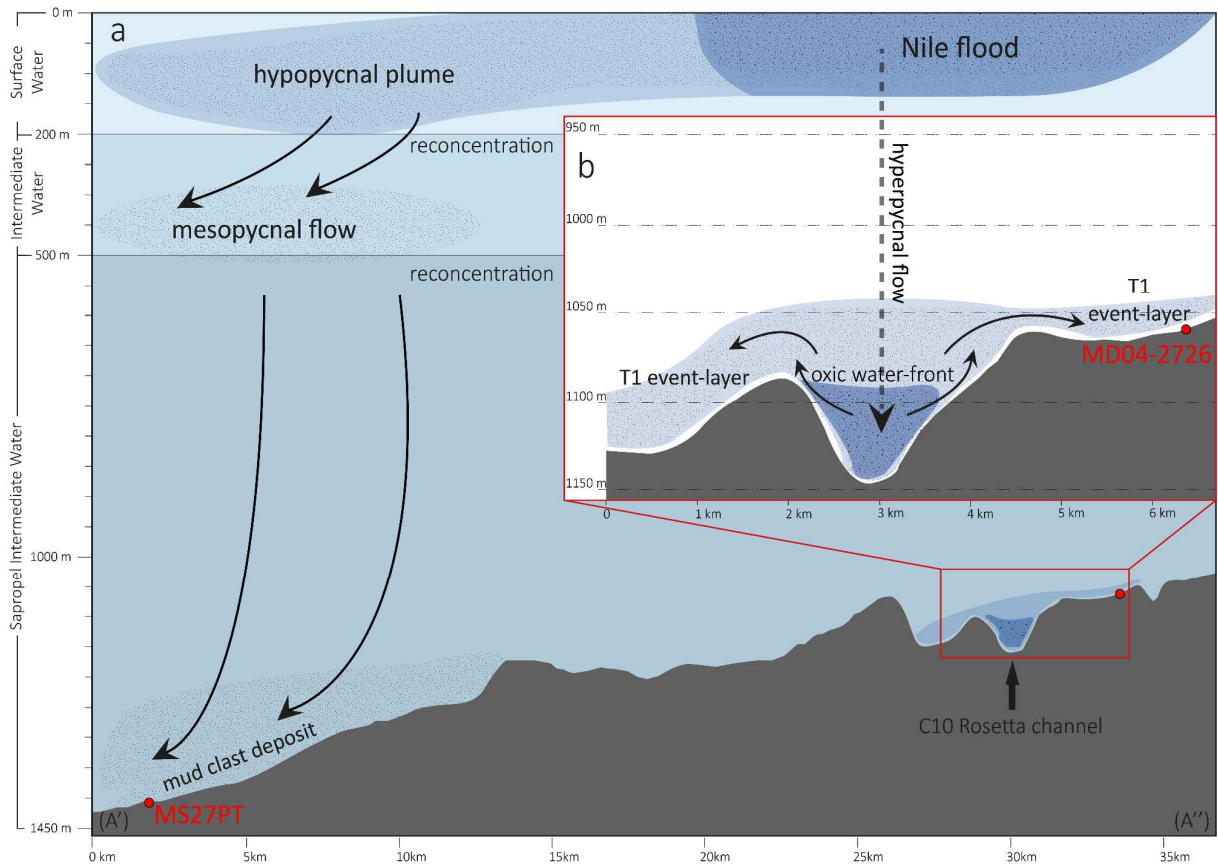 0 m
200 m
500 m
1000 m
1450 m
Surface
Water
Intermediate
Water
Sapropel Intermediate Water
a
hypopycnal plume
Nile flood
reconcentration
mesopycnal flow
reconcentration
mud clast deposit
MS27PT
(A')
(A'')
C10 Rosetta channel
0 km
5km
10km
15km
20km
25km
30km
35km
b
950 m
1000 m
1050 m
1100 m
1150 m
hyperpycnal flow
T1
event-layer
MD04-2726
oxic water-front
T1 event-layer
0
1 km
2 km
3 km
4 km
5 km
6 km